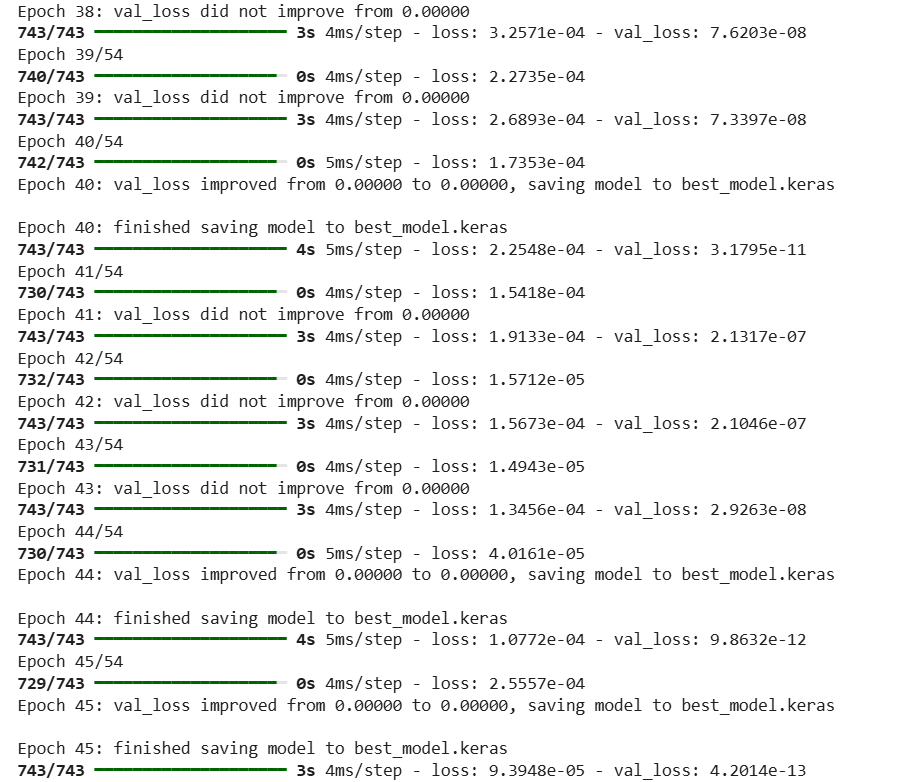 Epoch 38: val_loss did not improve from 0.00000
743/743 ━━━━━━━━━━━━━━━━━━━━ 3s 4ms/step - loss: 3.2571e-04 - val_loss: 7.6203e-08
Epoch 39/54
740/743 ━━━━━━━━━━━━━━━━━━━━ 0s 4ms/step - loss: 2.2735e-04
Epoch 39: val_loss did not improve from 0.00000
743/743 ━━━━━━━━━━━━━━━━━━━━ 3s 4ms/step - loss: 2.6893e-04 - val_loss: 7.3397e-08
Epoch 40/54
742/743 ━━━━━━━━━━━━━━━━━━━━ 0s 5ms/step - loss: 1.7353e-04
Epoch 40: val_loss improved from 0.00000 to 0.00000, saving model to best_model.keras
Epoch 40: finished saving model to best_model.keras
743/743 ━━━━━━━━━━━━━━━━━━━━ 4s 5ms/step - loss: 2.2548e-04 - val_loss: 3.1795e-11
Epoch 41/54
730/743 ━━━━━━━━━━━━━━━━━━━━ 0s 4ms/step - loss: 1.5418e-04
Epoch 41: val_loss did not improve from 0.00000
743/743 ━━━━━━━━━━━━━━━━━━━━ 3s 4ms/step - loss: 1.9133e-04 - val_loss: 2.1317e-07
Epoch 42/54
732/743 ━━━━━━━━━━━━━━━━━━━━ 0s 4ms/step - loss: 1.5712e-05
Epoch 42: val_loss did not improve from 0.00000
743/743 ━━━━━━━━━━━━━━━━━━━━ 3s 4ms/step - loss: 1.5673e-04 - val_loss: 2.1046e-07
Epoch 43/54
731/743 ━━━━━━━━━━━━━━━━━━━━ 0s 4ms/step - loss: 1.4943e-05
Epoch 43: val_loss did not improve from 0.00000
743/743 ━━━━━━━━━━━━━━━━━━━━ 3s 4ms/step - loss: 1.3456e-04 - val_loss: 2.9263e-08
Epoch 44/54
730/743 ━━━━━━━━━━━━━━━━━━━━ 0s 5ms/step - loss: 4.0161e-05
Epoch 44: val_loss improved from 0.00000 to 0.00000, saving model to best_model.keras
Epoch 44: finished saving model to best_model.keras
743/743 ━━━━━━━━━━━━━━━━━━━━ 4s 5ms/step - loss: 1.0772e-04 - val_loss: 9.8632e-12
Epoch 45/54
729/743 ━━━━━━━━━━━━━━━━━━━━ 0s 4ms/step - loss: 2.5557e-04
Epoch 45: val_loss improved from 0.00000 to 0.00000, saving model to best_model.keras
Epoch 45: finished saving model to best_model.keras
743/743 ━━━━━━━━━━━━━━━━━━━━ 3s 4ms/step - loss: 9.3948e-05 - val_loss: 4.2014e-13